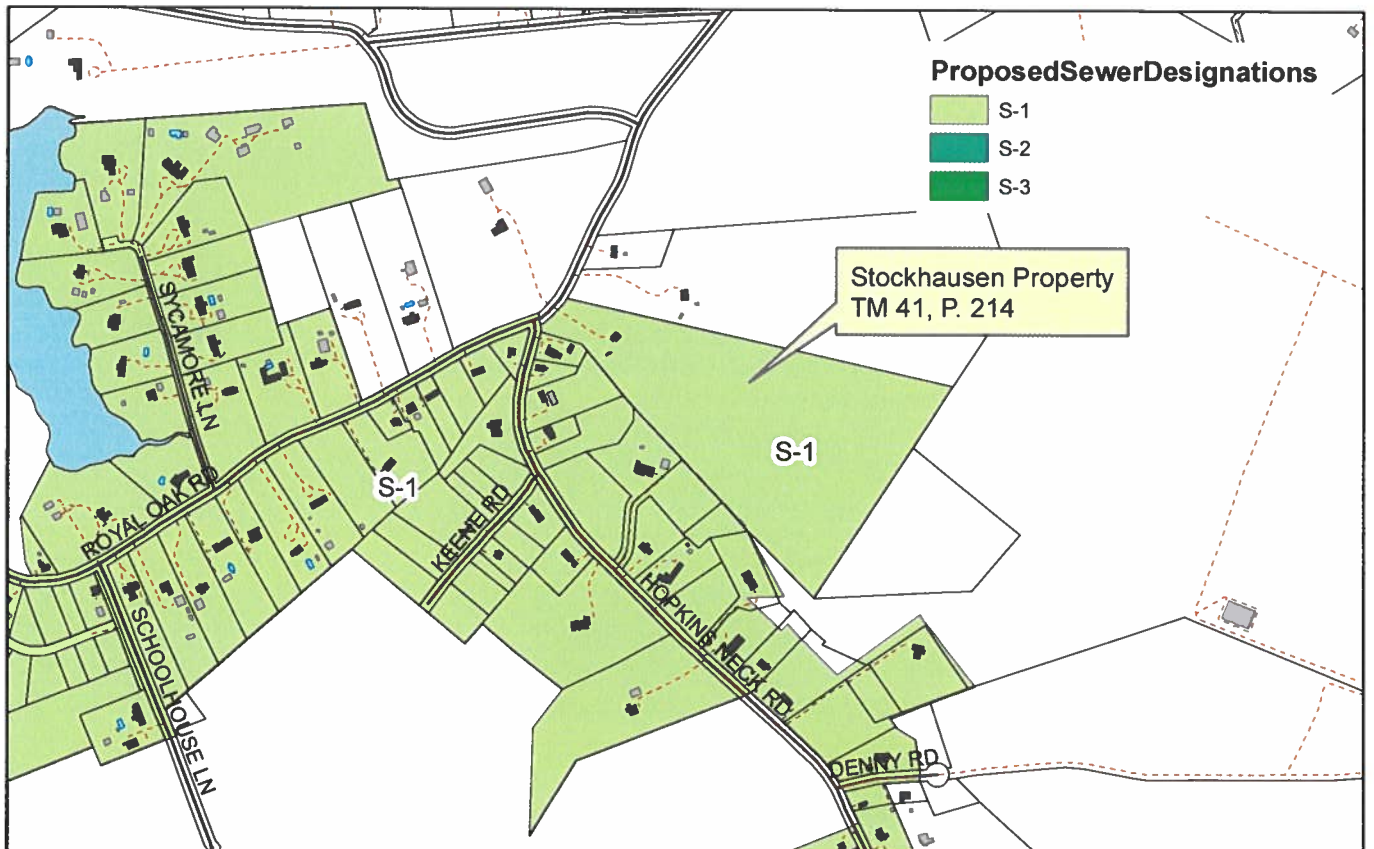 ProposedSewerDesignations
S-1
S-2
S-3
Stockhausen Property
TM 41, P. 214
SYCAMORE LN
S-1
S-1
ROYAL OAK RD
KEENE RD
HOPKINS NECK RD
SCHOOLHOUSE LN
DENNY RD